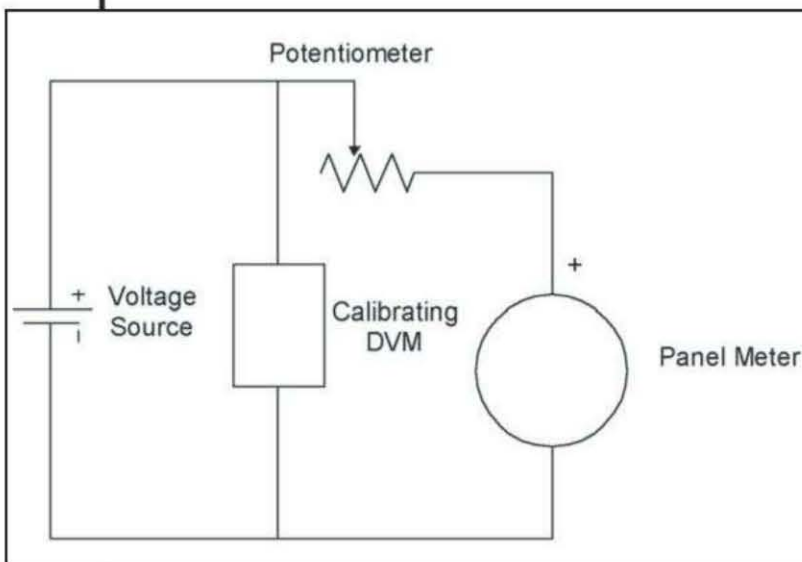 Potentiometer
+
Voltage
Source
–
Calibrating
DVM
+
Panel Meter